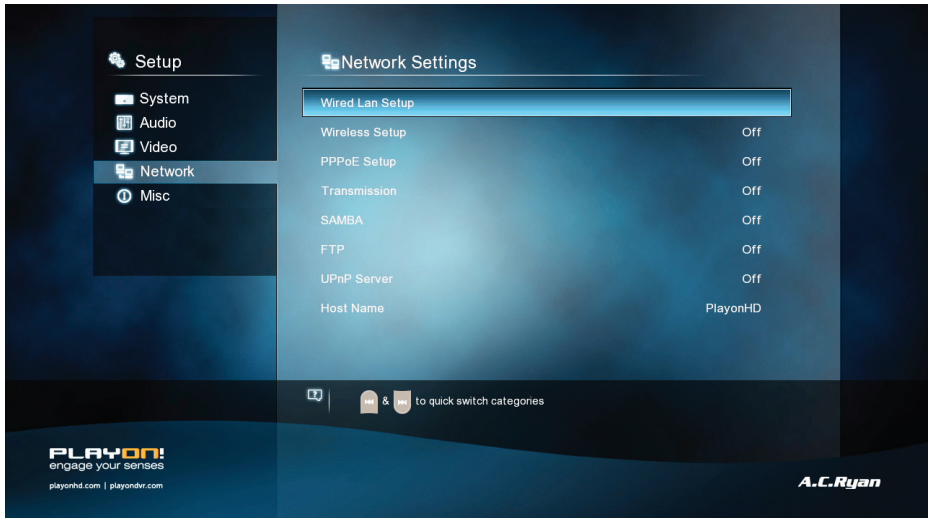 Setup
System
Audio
Video
Network
Misc
Network Settings
Wired Lan Setup
Wireless Setup Off
PPPoE Setup Off
Transmission Off
SAMBA Off
FTP Off
UPnP Server Off
Host Name PlayonHD
& to quick switch categories
PLAYON!
engage your senses
playonhd.com | playondvr.com
A.C.Ryan